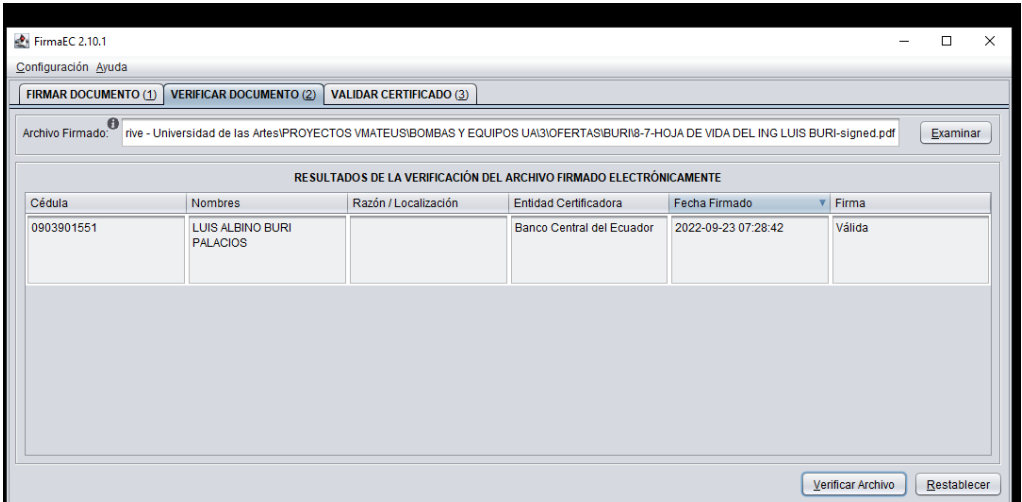 FirmaEC 2.10.1
Configuración Ayuda
FIRMAR DOCUMENTO (1) VERIFICAR DOCUMENTO (2) VALIDAR CERTIFICADO (3)
Archivo Firmado: rive - Universidad de las Artes\PROYECTOS VMATEUS\BOMBAS Y EQUIPOS UA\3\OFERTAS\BURI\8-7-HOJA DE VIDA DEL ING LUIS BURI-signed.pdf Examinar
RESULTADOS DE LA VERIFICACIÓN DEL ARCHIVO FIRMADO ELECTRÓNICAMENTE
Cédula Nombres Razón / Localización Entidad Certificadora Fecha Firmado Firma
0903901551 LUIS ALBINO BURI Banco Central del Ecuador 2022-09-23 07:28:42 Válida
PALACIOS
Verificar Archivo Restablecer